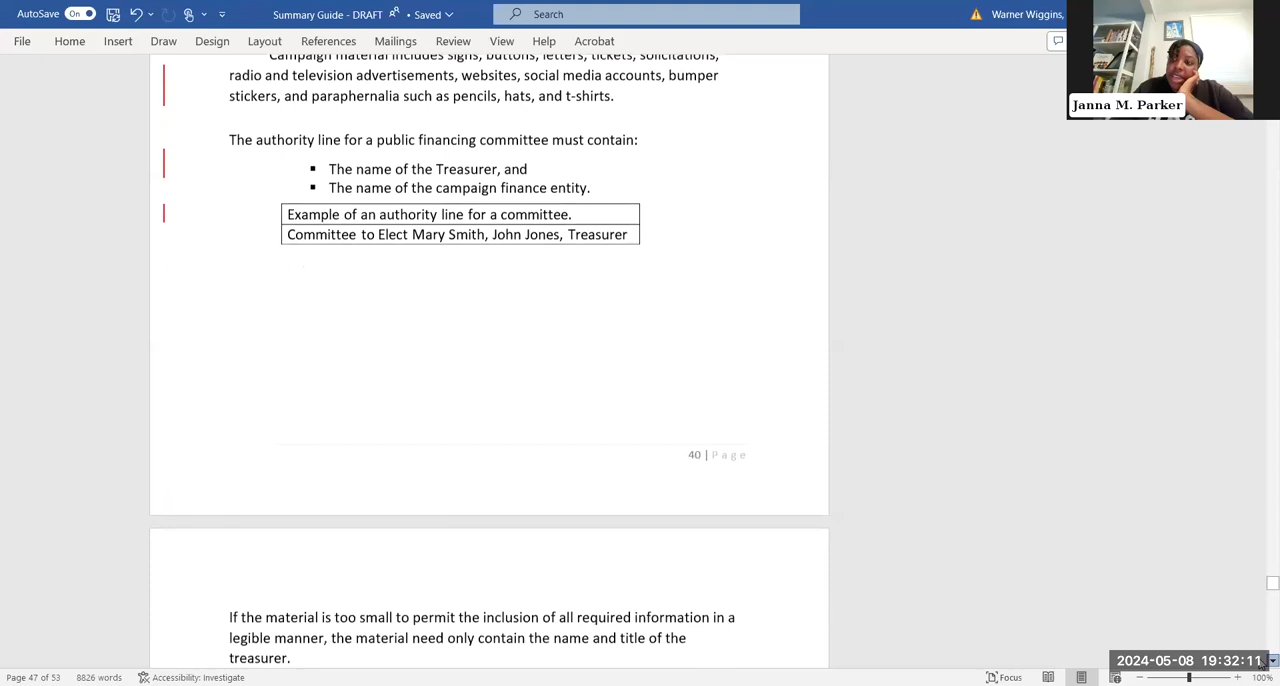 AutoSave On Summary Guide - DRAFT • Saved Search Warner Wiggins,
File Home Insert Draw Design Layout References Mailings Review View Help Acrobat
Janna M. Parker
Campaign material includes signs, buttons, letters, tickets, solicitations,
radio and television advertisements, websites, social media accounts, bumper
stickers, and paraphernalia such as pencils, hats, and t-shirts.
The authority line for a public financing committee must contain:
▪ The name of the Treasurer, and
▪ The name of the campaign finance entity.
Example of an authority line for a committee.
Committee to Elect Mary Smith, John Jones, Treasurer
40 | Page
If the material is too small to permit the inclusion of all required information in a
legible manner, the material need only contain the name and title of the
treasurer.
2024-05-08 19:32:11
Page 47 of 53 8826 words Accessibility: Investigate Focus 100%